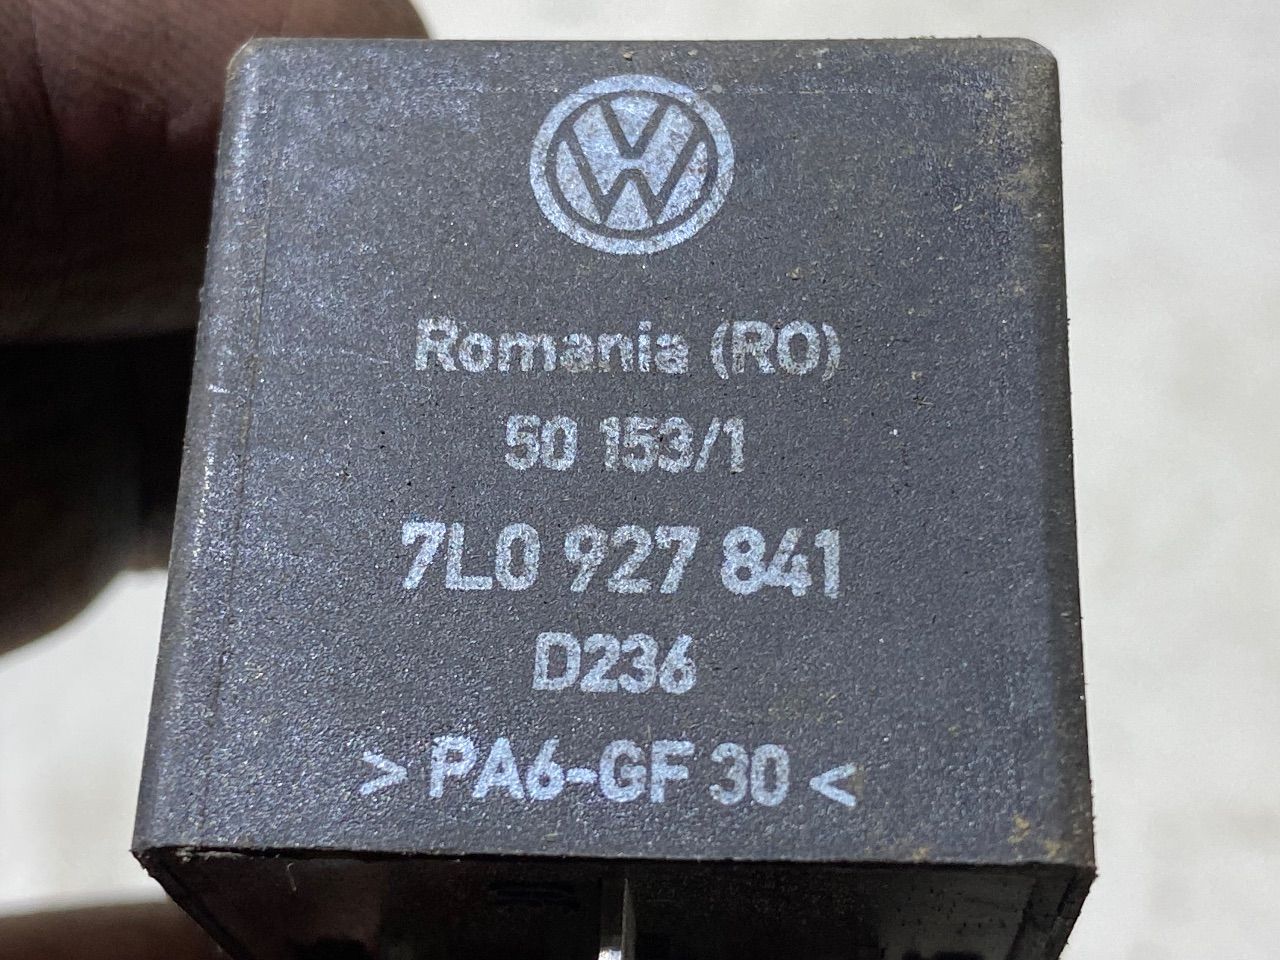 Romania (RO)
50 153/1
7L0 927 841
D236
> PA6-GF 30 <